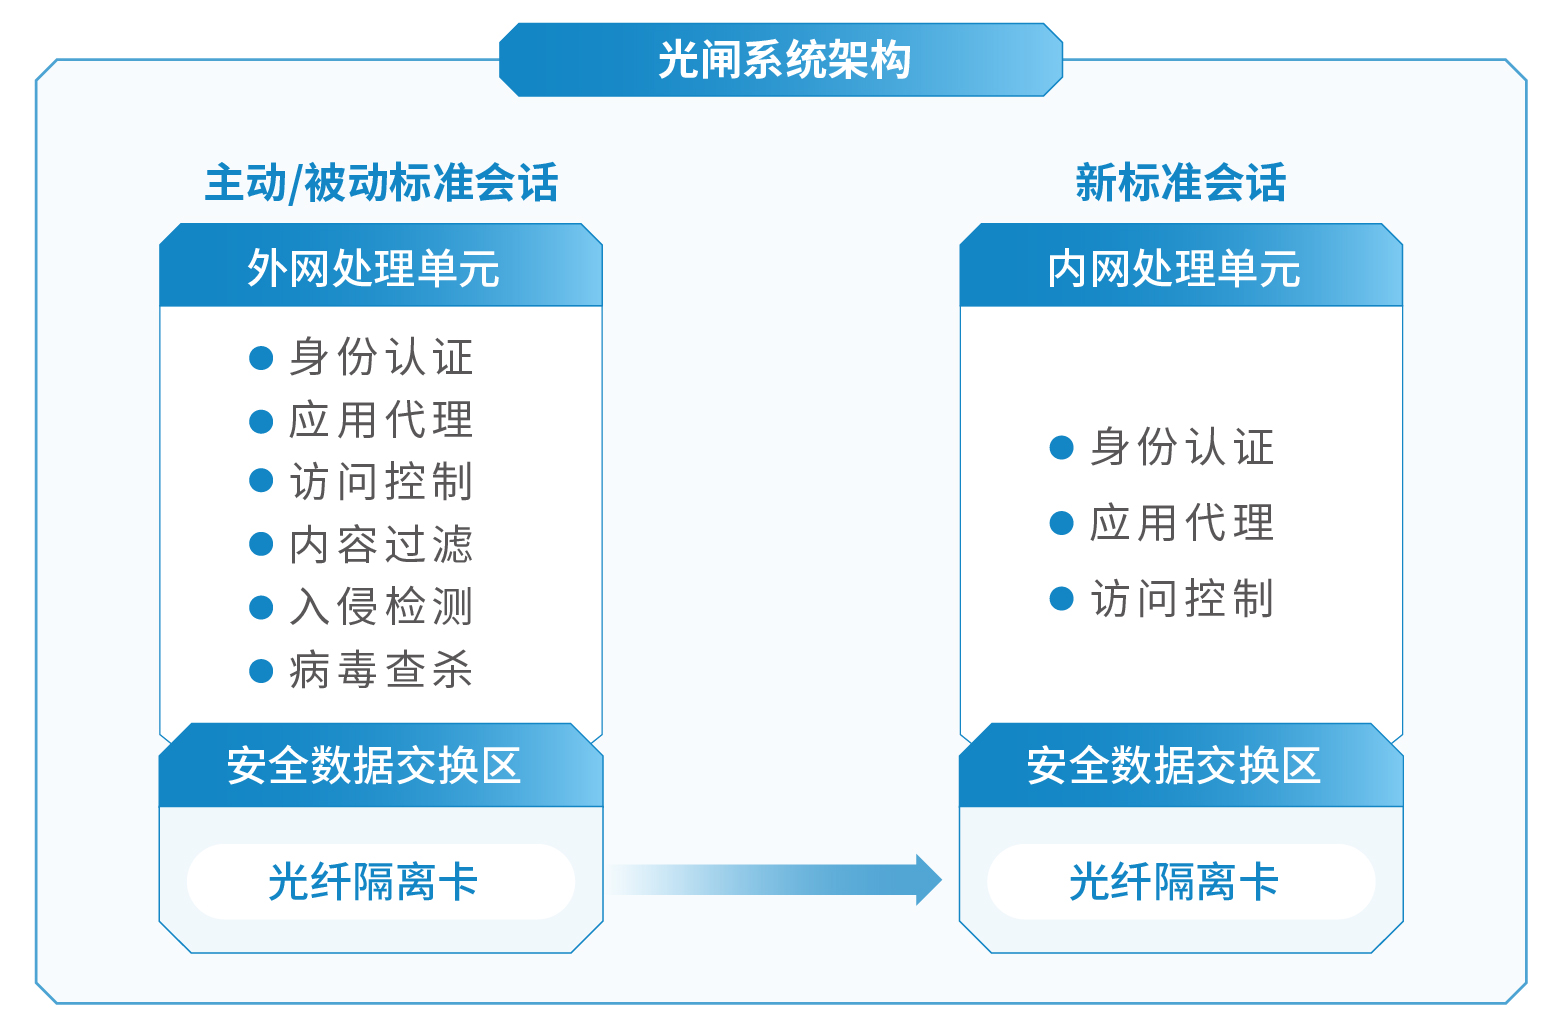 光闸系统架构
主动/被动标准会话
外网处理单元
身份认证
应用代理
访问控制
内容过滤
入侵检测
病毒查杀
安全数据交换区
光纤隔离卡
新标准会话
内网处理单元
身份认证
应用代理
访问控制
安全数据交换区
光纤隔离卡